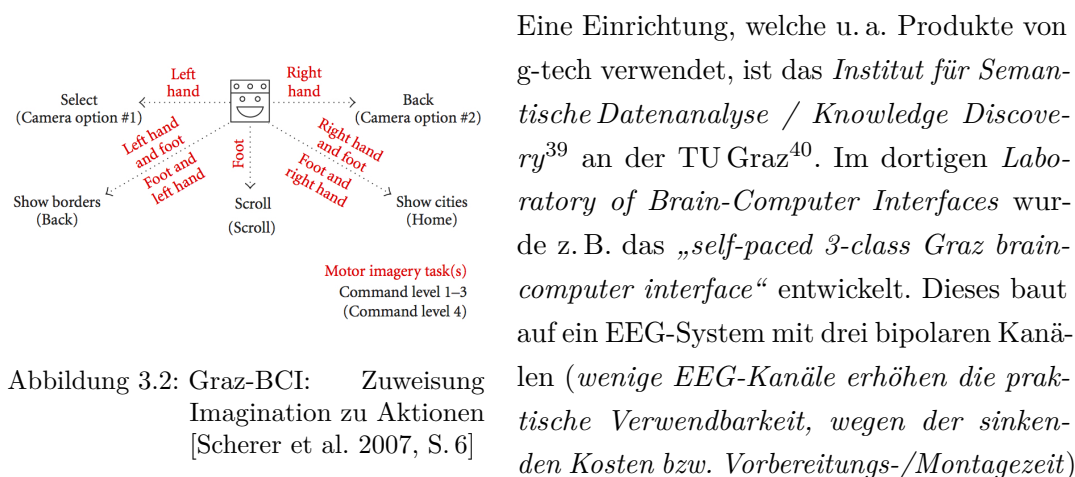 Left
hand
Right
hand
Select
(Camera option #1)
Back
(Camera option #2)
Left hand
and foot
Foot and
left hand
Foot
Right hand
and foot
Foot and
right hand
Show borders
(Back)
Scroll
(Scroll)
Show cities
(Home)
Motor imagery task(s)
Command level 1–3
(Command level 4)
Abbildung 3.2: Graz-BCI: Zuweisung
Imagination zu Aktionen
[Scherer et al. 2007, S. 6]
Eine Einrichtung, welche u. a. Produkte von
g-tech verwendet, ist das Institut für Seman-
tische Datenanalyse / Knowledge Discove-
ry39 an der TU Graz40. Im dortigen Labo-
ratory of Brain-Computer Interfaces wur-
de z. B. das „self-paced 3-class Graz brain-
computer interface“ entwickelt. Dieses baut
auf ein EEG-System mit drei bipolaren Kanä-
len (wenige EEG-Kanäle erhöhen die prak-
tische Verwendbarkeit, wegen der sinken-
den Kosten bzw. Vorbereitungs-/Montagezeit)